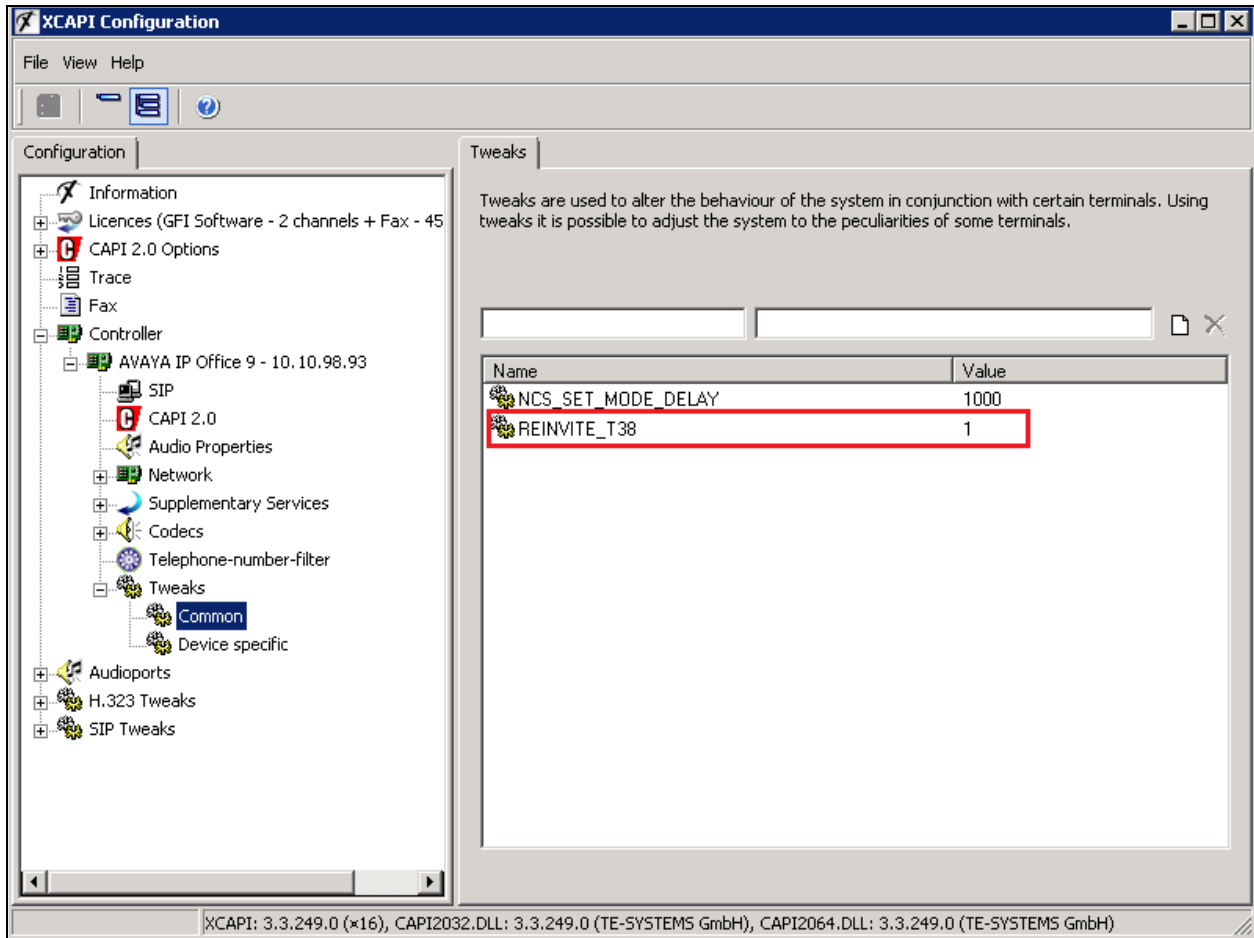 XCAPI Configuration
File View Help
Configuration
Information
Licences (GFI Software - 2 channels + Fax - 45
CAPI 2.0 Options
Trace
Fax
Controller
AVAYA IP Office 9 - 10.10.98.93
SIP
CAPI 2.0
Audio Properties
Network
Supplementary Services
Codecs
Telephone-number-filter
Tweaks
Common
Device specific
Audioports
H.323 Tweaks
SIP Tweaks
Tweaks
Tweaks are used to alter the behaviour of the system in conjunction with certain terminals. Using
tweaks it is possible to adjust the system to the peculiarities of some terminals.
Name Value
NCS_SET_MODE_DELAY 1000
REINVITE_T38 1
XCAPI: 3.3.249.0 (x16), CAPI2032.DLL: 3.3.249.0 (TE-SYSTEMS GmbH), CAPI2064.DLL: 3.3.249.0 (TE-SYSTEMS GmbH)